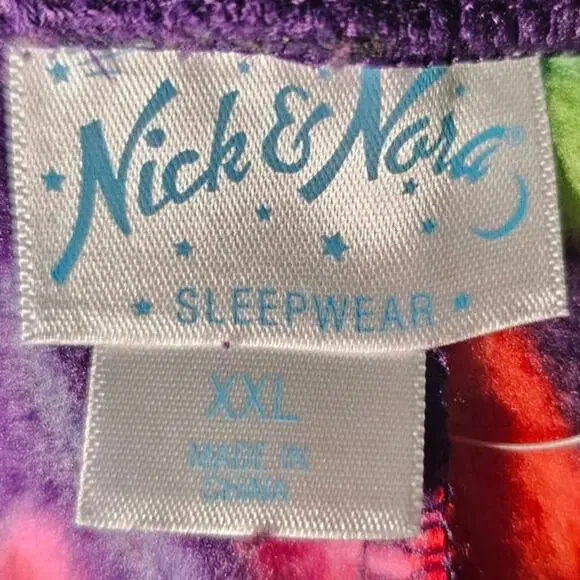 Nick & Nora®
SLEEPWEAR
XXL
MADE IN
CHINA